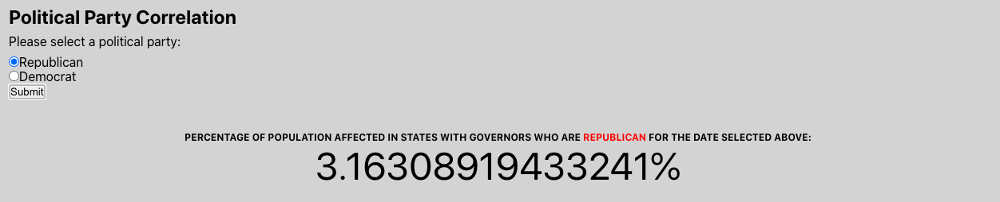 Political Party Correlation
Please select a political party:
Republican
Democrat
Submit
PERCENTAGE OF POPULATION AFFECTED IN STATES WITH GOVERNORS WHO ARE REPUBLICAN FOR THE DATE SELECTED ABOVE:
3.16308919433241%